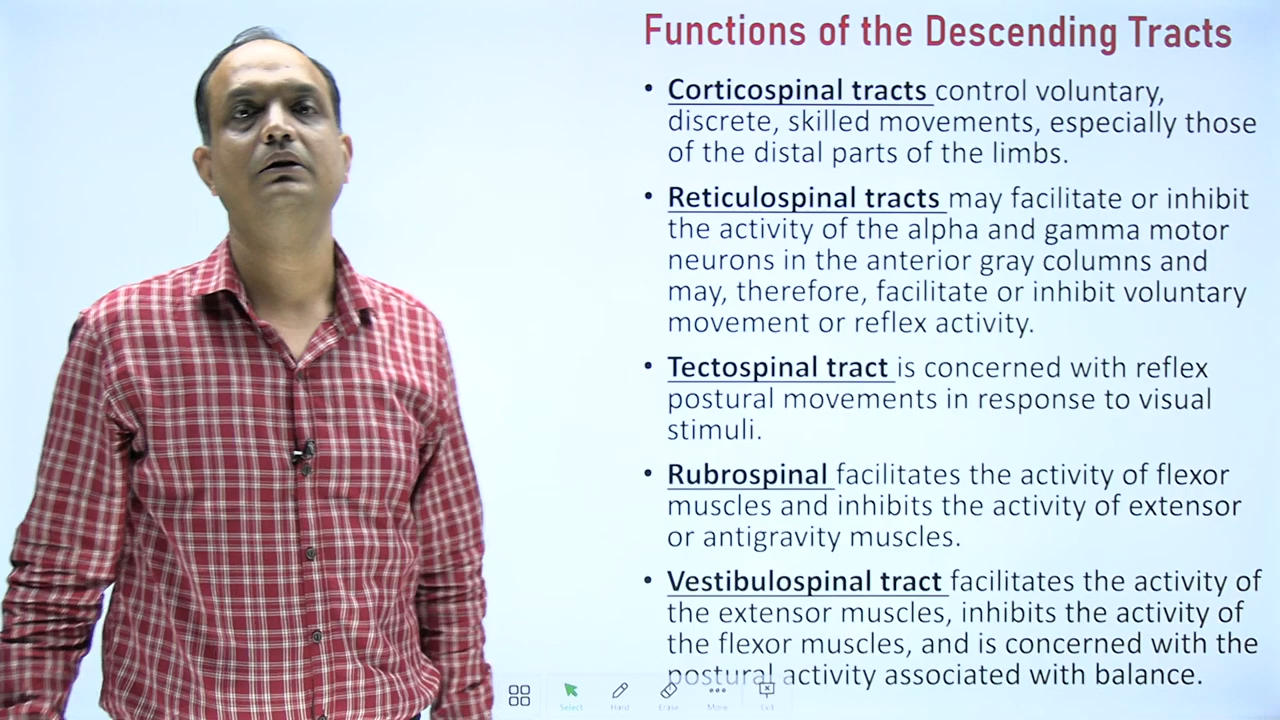 Functions of the Descending Tracts
• Corticospinal tracts control voluntary,
discrete, skilled movements, especially those
of the distal parts of the limbs.
• Reticulospinal tracts may facilitate or inhibit
the activity of the alpha and gamma motor
neurons in the anterior gray columns and
may, therefore, facilitate or inhibit voluntary
movement or reflex activity.
• Tectospinal tract is concerned with reflex
postural movements in response to visual
stimuli.
• Rubrospinal facilitates the activity of flexor
muscles and inhibits the activity of extensor
or antigravity muscles.
• Vestibulospinal tract facilitates the activity of
the extensor muscles, inhibits the activity of
the flexor muscles, and is concerned with the
postural activity associated with balance.
Select Hard Erase More Exit